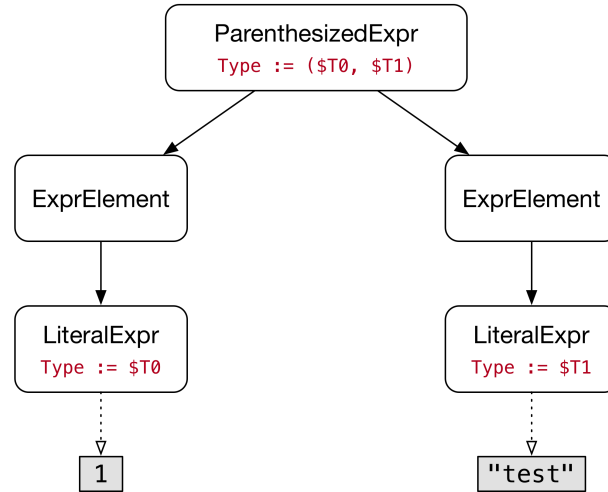 ParenthesizedExpr
Type := ($T0, $T1)
ExprElement
ExprElement
LiteralExpr
Type := $T0
LiteralExpr
Type := $T1
1
"test"